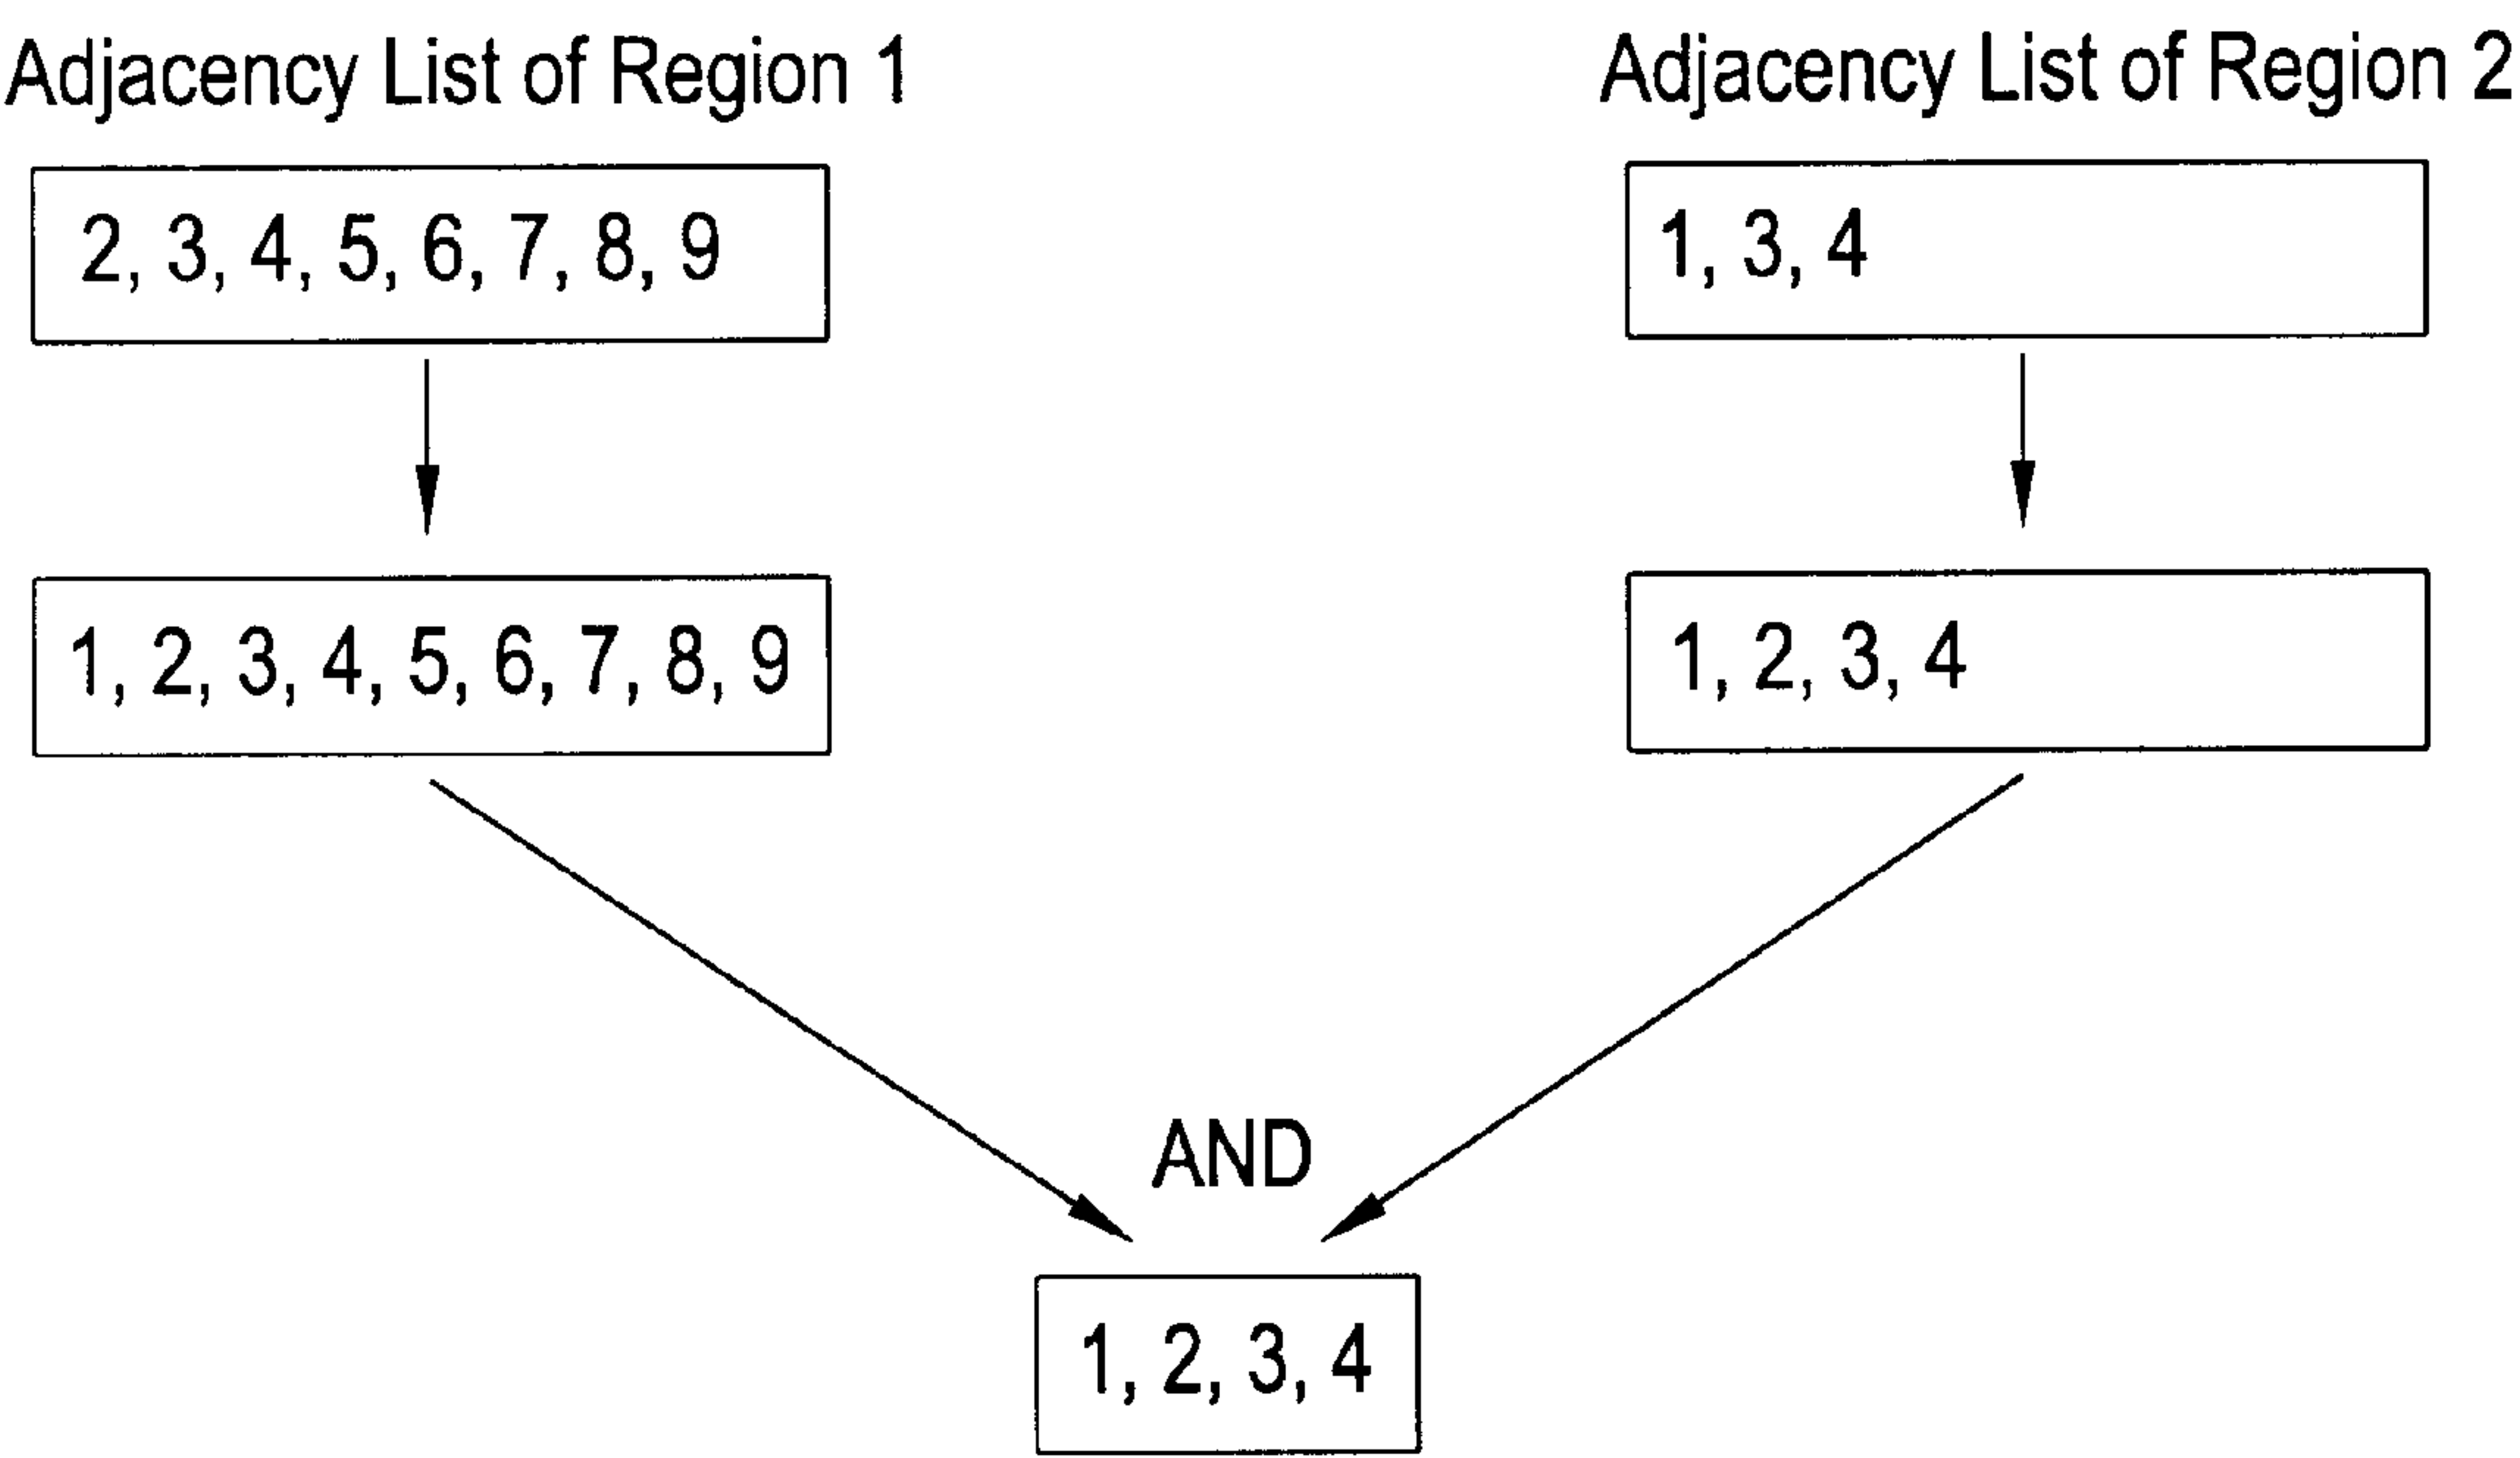 Adjacency List of Region 1
Adjacency List of Region 2
2, 3, 4, 5, 6, 7, 8, 9
1, 3, 4
1, 2, 3, 4, 5, 6, 7, 8, 9
1, 2, 3, 4
AND
1, 2, 3, 4